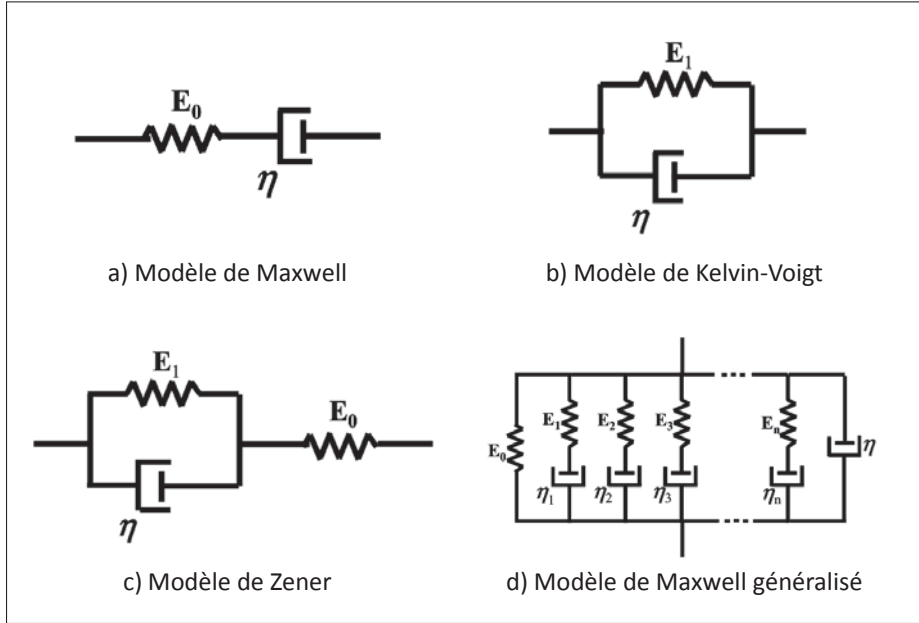 E₀
η
a) Modèle de Maxwell
E₁
η
b) Modèle de Kelvin-Voigt
E₁
η
E₀
c) Modèle de Zener
E₀ E₁ E₂ E₃ Eₙ η
η₁ η₂ η₃ ηₙ
d) Modèle de Maxwell généralisé